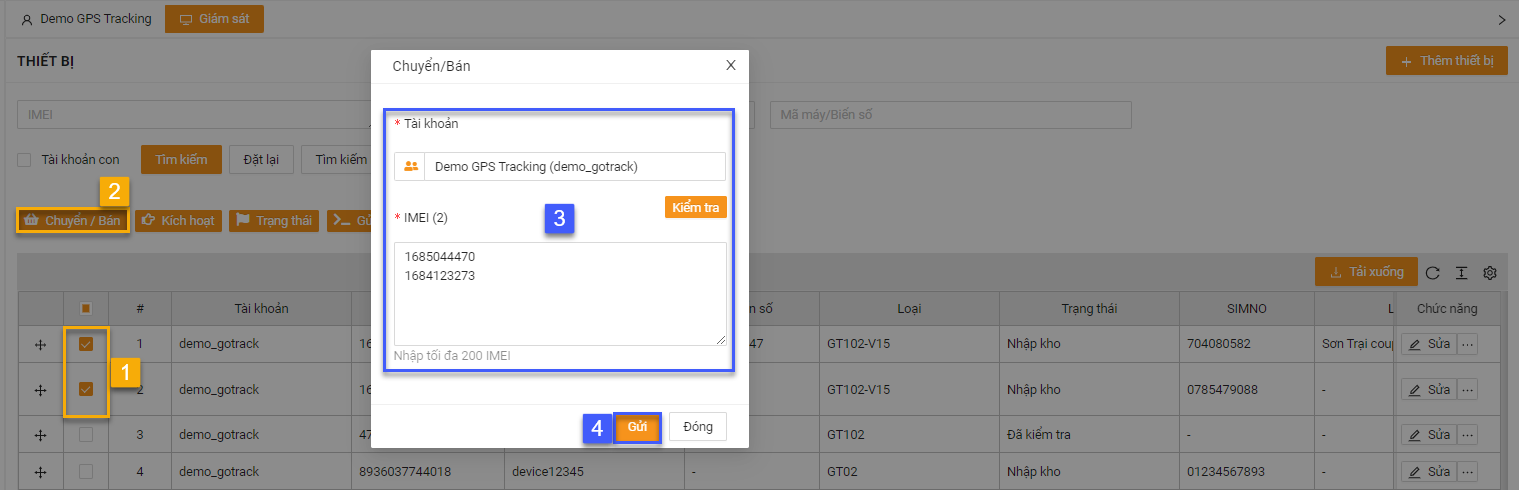 Demo GPS Tracking Giám sát
THIẾT BỊ
Thêm thiết bị
Chuyển/Bán X
IMEI
Mã máy/Biển số
* Tài khoản
Demo GPS Tracking (demo_gotrack)
Tài khoản con Tìm kiếm Đặt lại Tìm kiếm
2
Chuyển / Bán Kích hoạt Trạng thái
Kiểm tra
* IMEI (2)
3
1685044470
1684123273
Nhập tối đa 200 IMEI
4 Gửi Đóng
Tải xuống
# Tài khoản n số Loại Trạng thái SIMNO L Chức năng
1 demo_gotrack 16 47 GT102-V15 Nhập kho 704080582 Sơn Trại coup Sửa ...
1
2 demo_gotrack 16 GT102-V15 Nhập kho 0785479088 - Sửa ...
3 demo_gotrack 47 GT102 Đã kiểm tra - - Sửa ...
4 demo_gotrack 8936037744018 device12345 - GT02 Nhập kho 01234567893 - Sửa ...